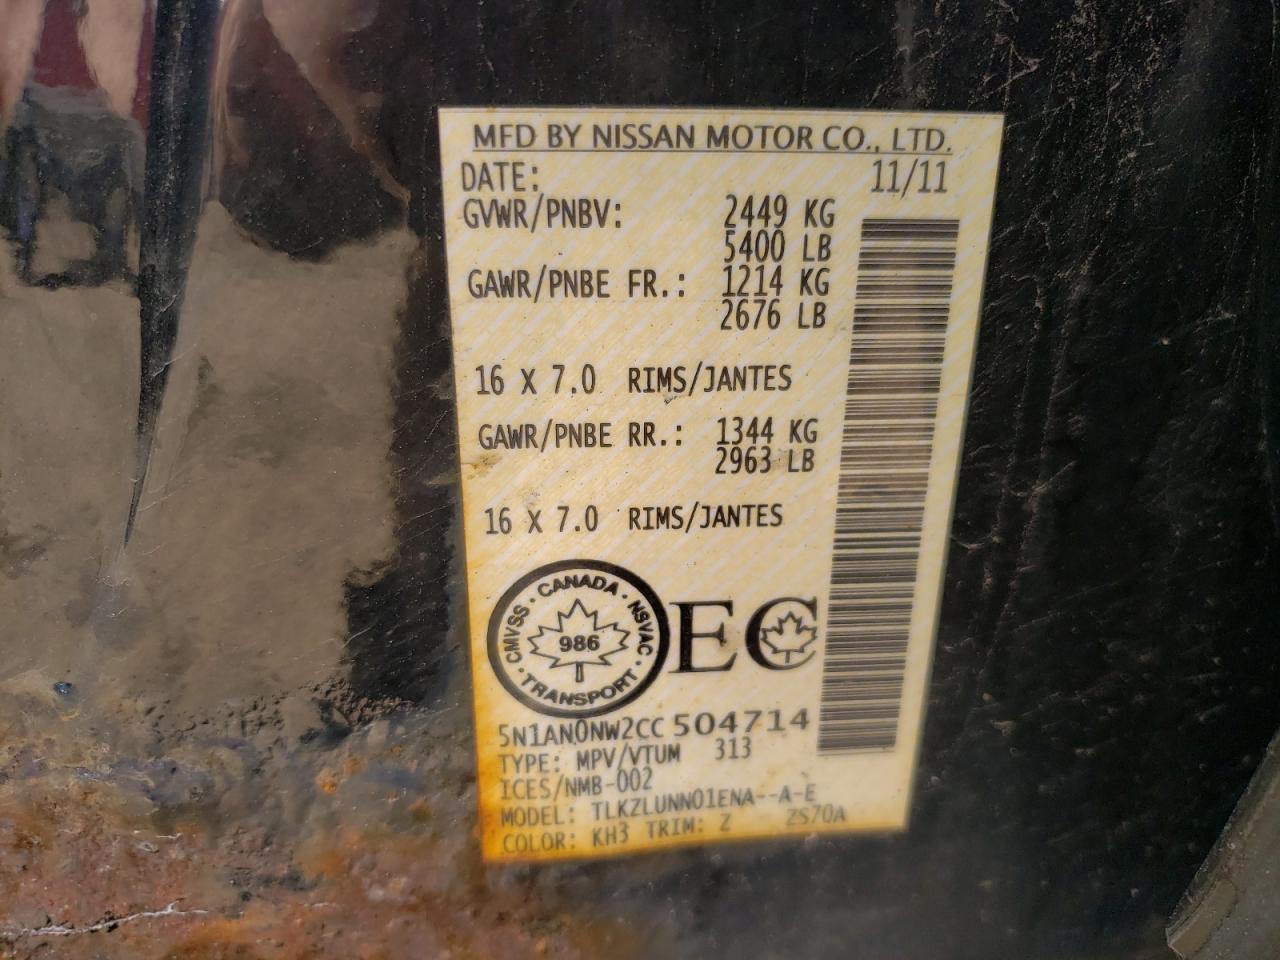 MFD BY NISSAN MOTOR CO., LTD.
DATE: 11/11
GVWR/PNBV: 2449 KG
5400 LB
GAWR/PNBE FR.: 1214 KG
2676 LB
16 X 7.0 RIMS/JANTES
GAWR/PNBE RR.: 1344 KG
2963 LB
16 X 7.0 RIMS/JANTES
CMVSS · CANADA · NSVAC · TRANSPORT ·
986
EC
5N1AN0NW2CC504714
TYPE: MPV/VTUM 313
ICES/NMB-002
MODEL: TLKZLUNN01ENA--A-E
COLOR: KH3 TRIM: Z ZS70A